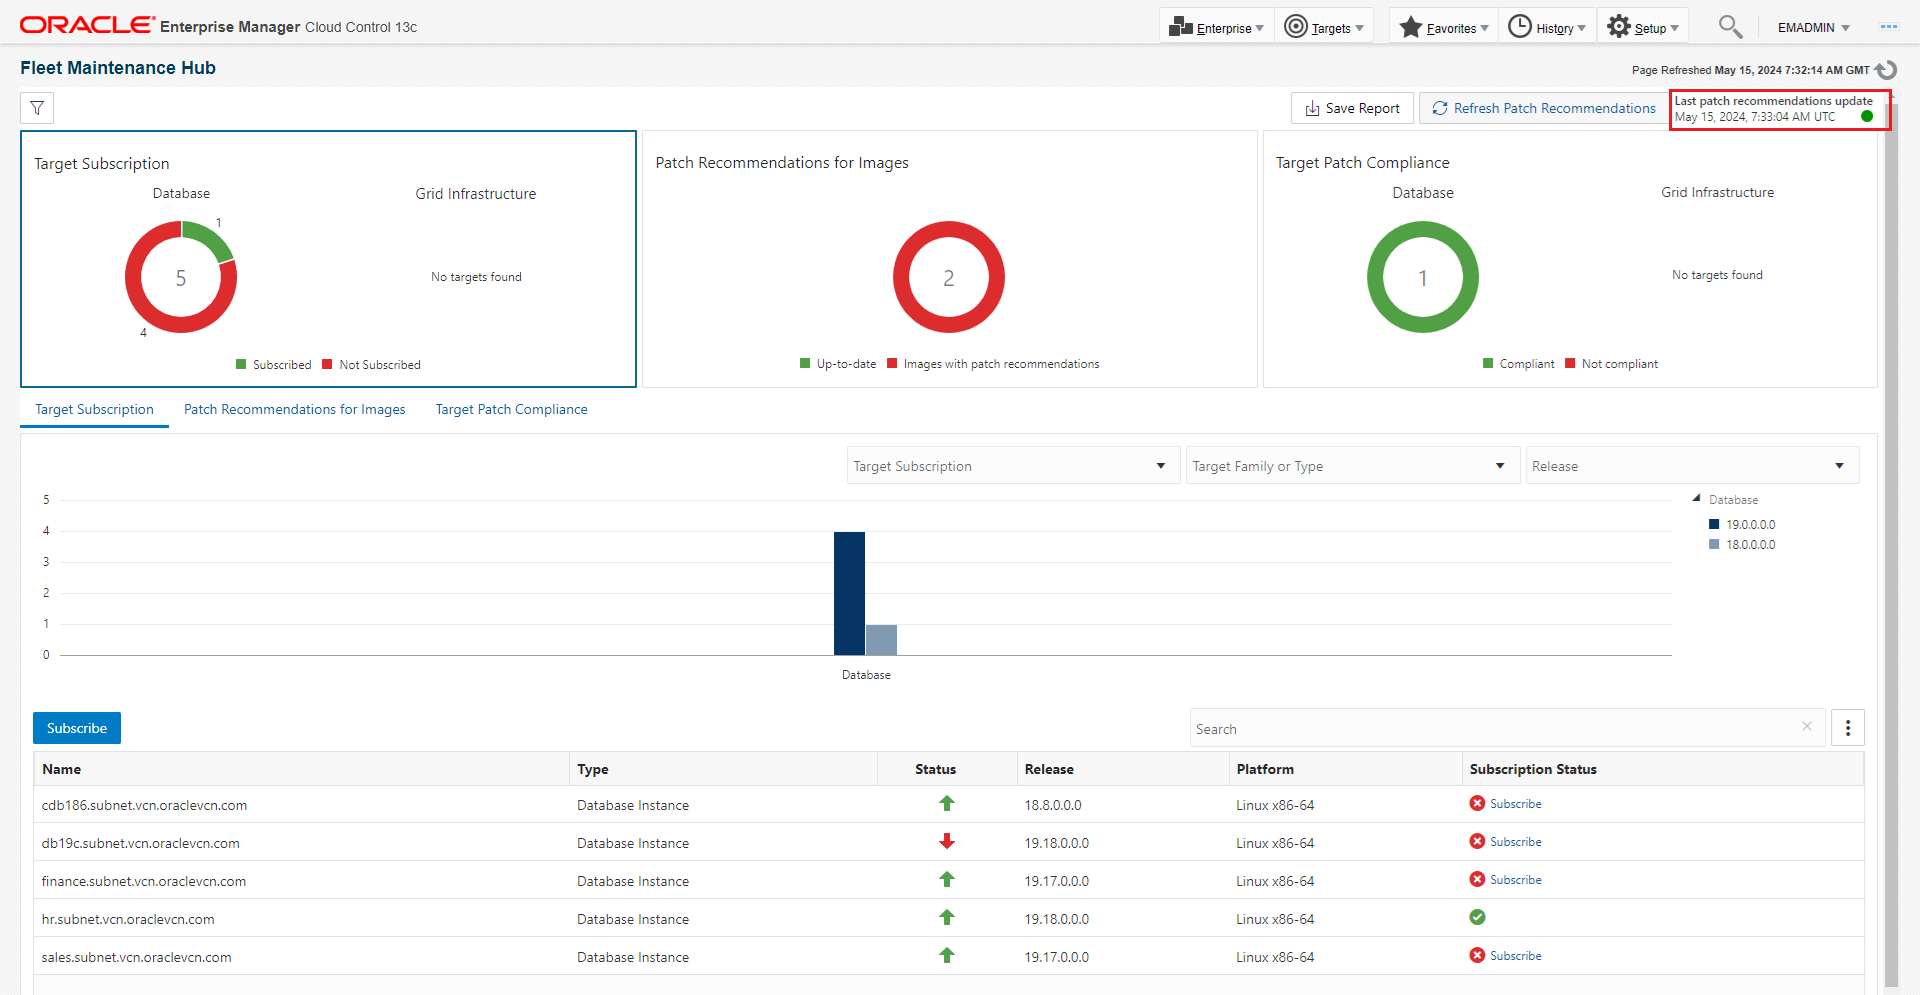 ORACLE Enterprise Manager Cloud Control 13c
Enterprise
Targets
Favorites
History
Setup
EMADMIN
Fleet Maintenance Hub
Page Refreshed May 15, 2024 7:32:14 AM GMT
Save Report
Refresh Patch Recommendations
Last patch recommendations update
May 15, 2024, 7:33:04 AM UTC
Target Subscription
Database
Grid Infrastructure
1
5
4
No targets found
Subscribed
Not Subscribed
Patch Recommendations for Images
2
Up-to-date
Images with patch recommendations
Target Patch Compliance
Database
Grid Infrastructure
1
No targets found
Compliant
Not compliant
Target Subscription
Patch Recommendations for Images
Target Patch Compliance
Target Subscription
Target Family or Type
Release
5
4
3
2
1
0
Database
Database
19.0.0.0.0
18.0.0.0.0
Subscribe
Search
Name Type Status Release Platform Subscription Status
cdb186.subnet.vcn.oraclevcn.com Database Instance 18.8.0.0.0 Linux x86-64 Subscribe
db19c.subnet.vcn.oraclevcn.com Database Instance 19.18.0.0.0 Linux x86-64 Subscribe
finance.subnet.vcn.oraclevcn.com Database Instance 19.17.0.0.0 Linux x86-64 Subscribe
hr.subnet.vcn.oraclevcn.com Database Instance 19.18.0.0.0 Linux x86-64
sales.subnet.vcn.oraclevcn.com Database Instance 19.17.0.0.0 Linux x86-64 Subscribe